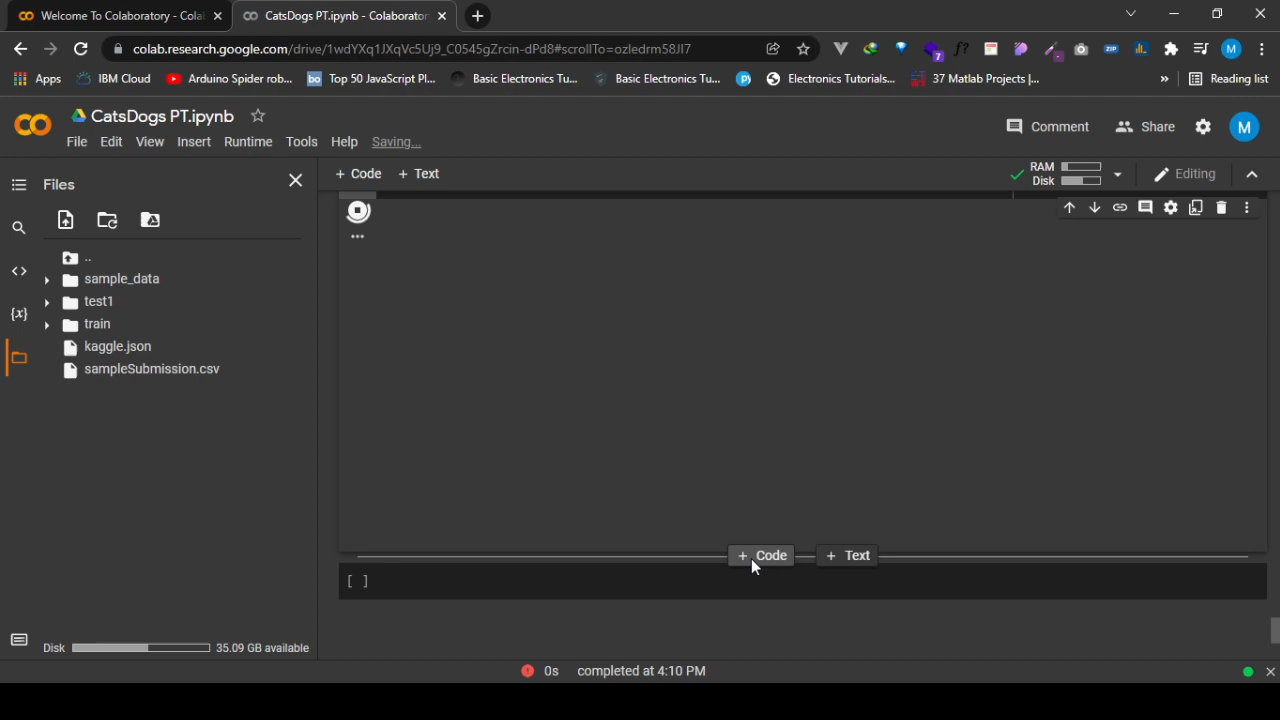 Welcome To Colaboratory - Cola
CatsDogs PT.ipynb - Colaborator
colab.research.google.com/drive/1wdYXq1JXqVc5Uj9_C0545gZrcin-dPd8#scrollTo=ozledrm58JI7
Apps
IBM Cloud
Arduino Spider rob...
Top 50 JavaScript Pl...
Basic Electronics Tu...
Basic Electronics Tu...
Electronics Tutorials...
37 Matlab Projects |...
»
Reading list
CatsDogs PT.ipynb
File Edit View Insert Runtime Tools Help Saving...
Comment
Share
M
Files
+ Code + Text
RAM
Disk
Editing
..
sample_data
test1
train
kaggle.json
sampleSubmission.csv
{x}
...
+ Code
+ Text
[ ]
Disk
35.09 GB available
0s completed at 4:10 PM